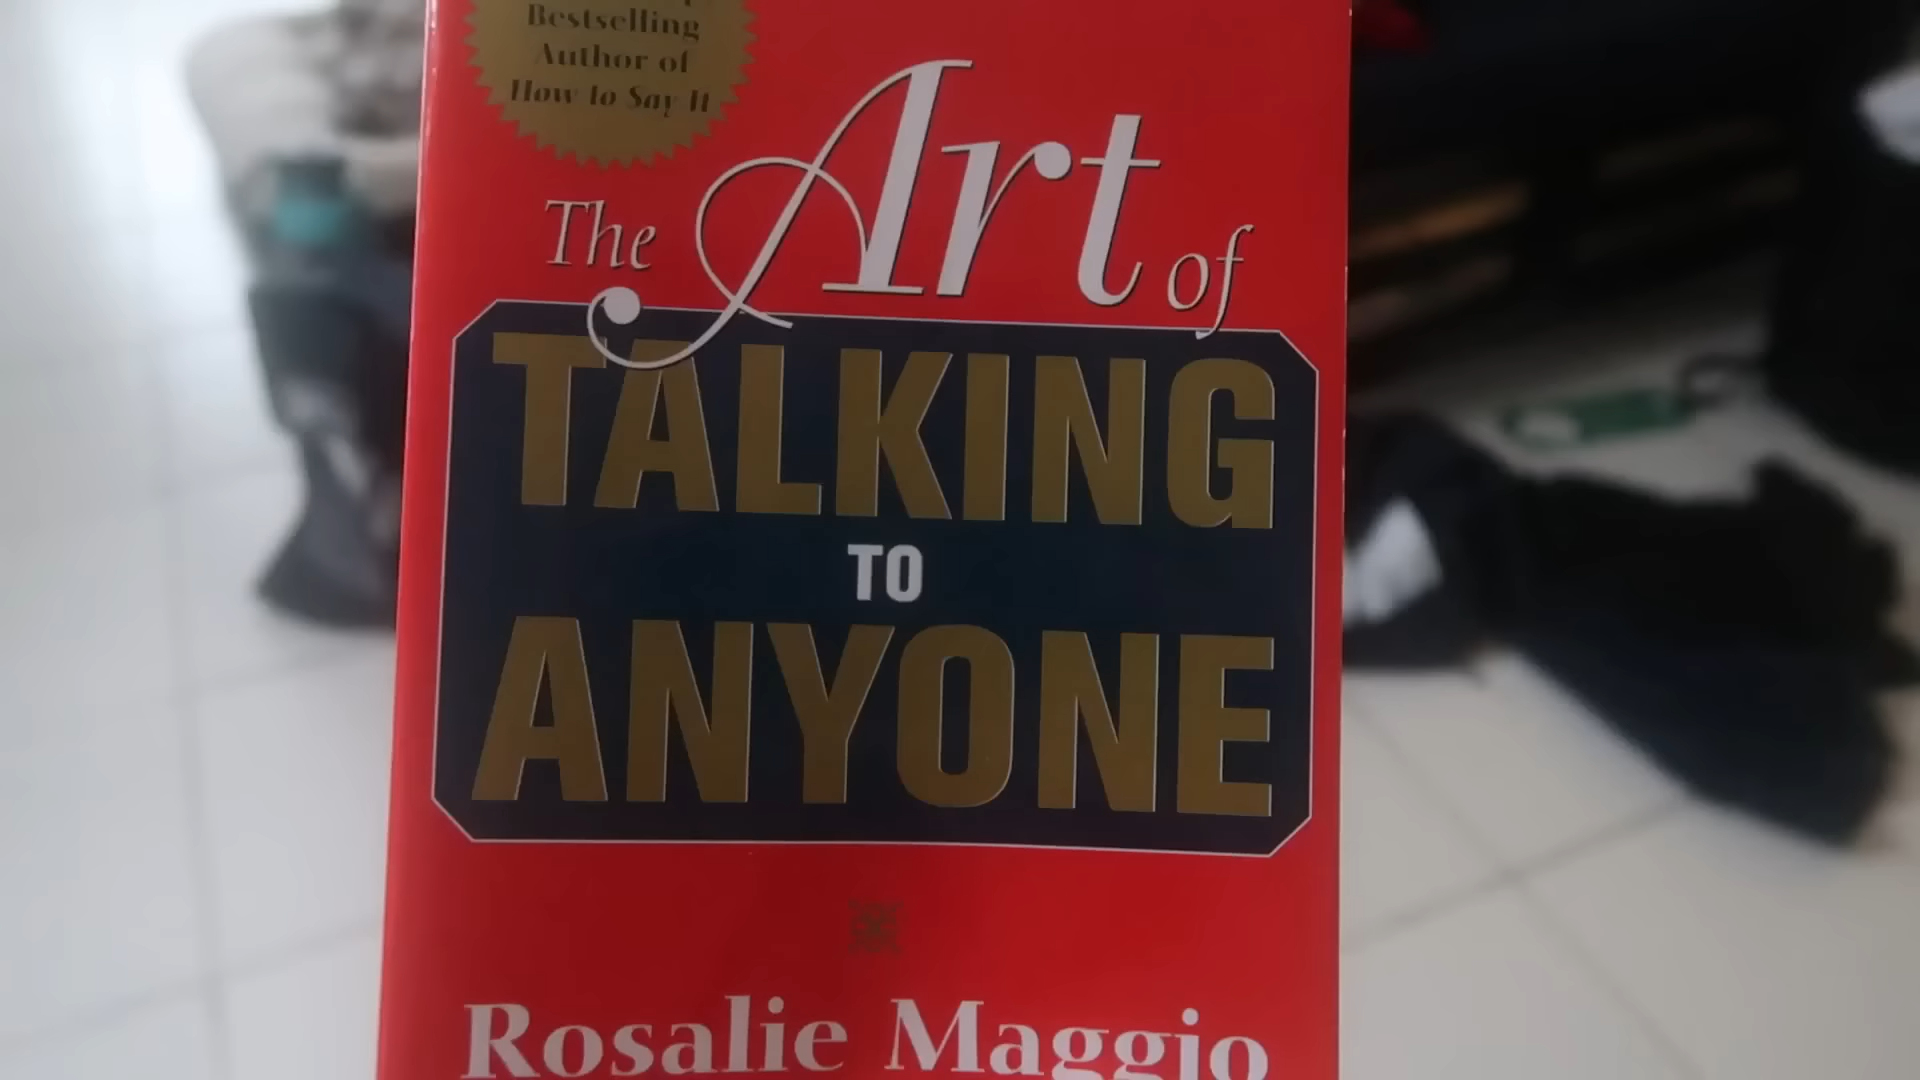 Bestselling
Author of
How to Say It
The Art of
TALKING
TO
ANYONE
Rosalie Maggio